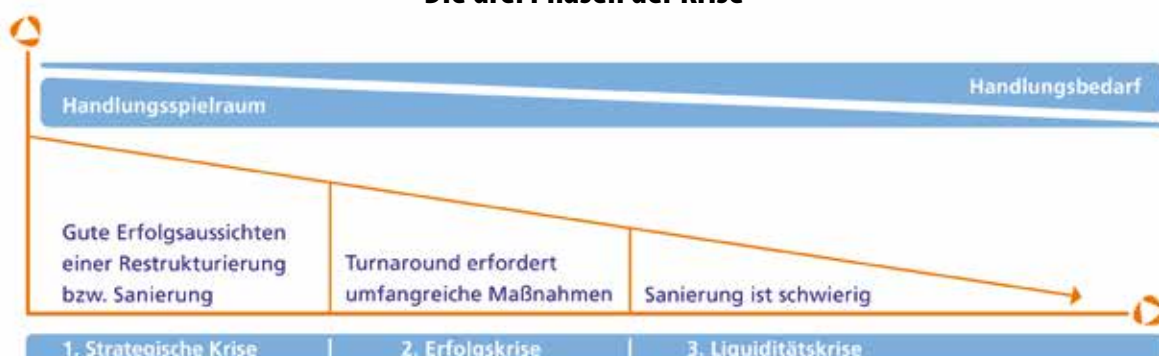 Die drei Phasen der Krise
Handlungsbedarf
Handlungsspielraum
Gute Erfolgsaussichten
einer Restrukturierung
bzw. Sanierung
Turnaround erfordert
umfangreiche Maßnahmen
Sanierung ist schwierig
1. Strategische Krise
2. Erfolgskrise
3. Liquiditätskrise